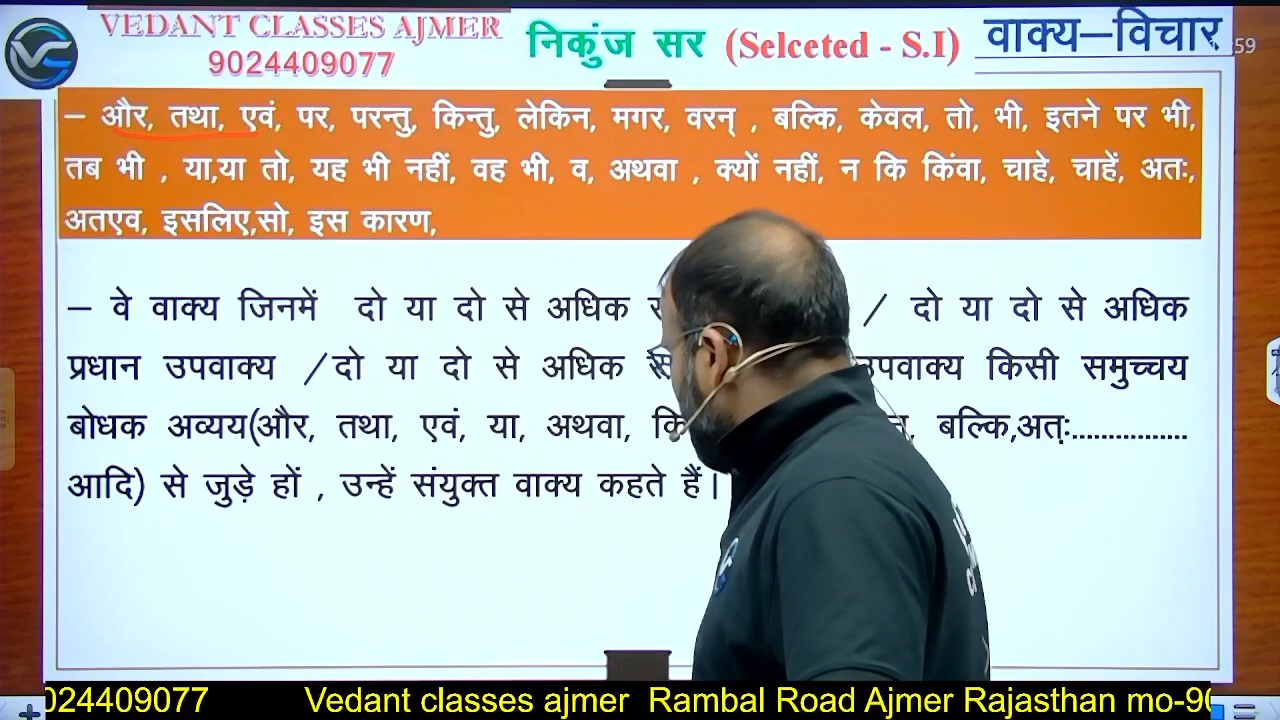 VEDANT CLASSES AJMER
9024409077
निकुंज सर (Selceted - S.I)
वाक्य–विचार
59
– और, तथा, एवं, पर, परन्तु, किन्तु, लेकिन, मगर, वरन् , बल्कि, केवल, तो, भी, इतने पर भी,
तब भी , या,या तो, यह भी नहीं, वह भी, व, अथवा , क्यों नहीं, न कि किंवा, चाहे, चाहें, अतः,
अतएव, इसलिए,सो, इस कारण,
– वे वाक्य जिनमें दो या दो से अधिक / दो या दो से अधिक
प्रधान उपवाक्य /दो या दो से अधिक उपवाक्य किसी समुच्चय
बोधक अव्यय(और, तथा, एवं, या, अथवा, बल्कि,अत्ः................
आदि) से जुड़े हों , उन्हें संयुक्त वाक्य कहते हैं।
024409077 Vedant classes ajmer Rambal Road Ajmer Rajasthan mo-90